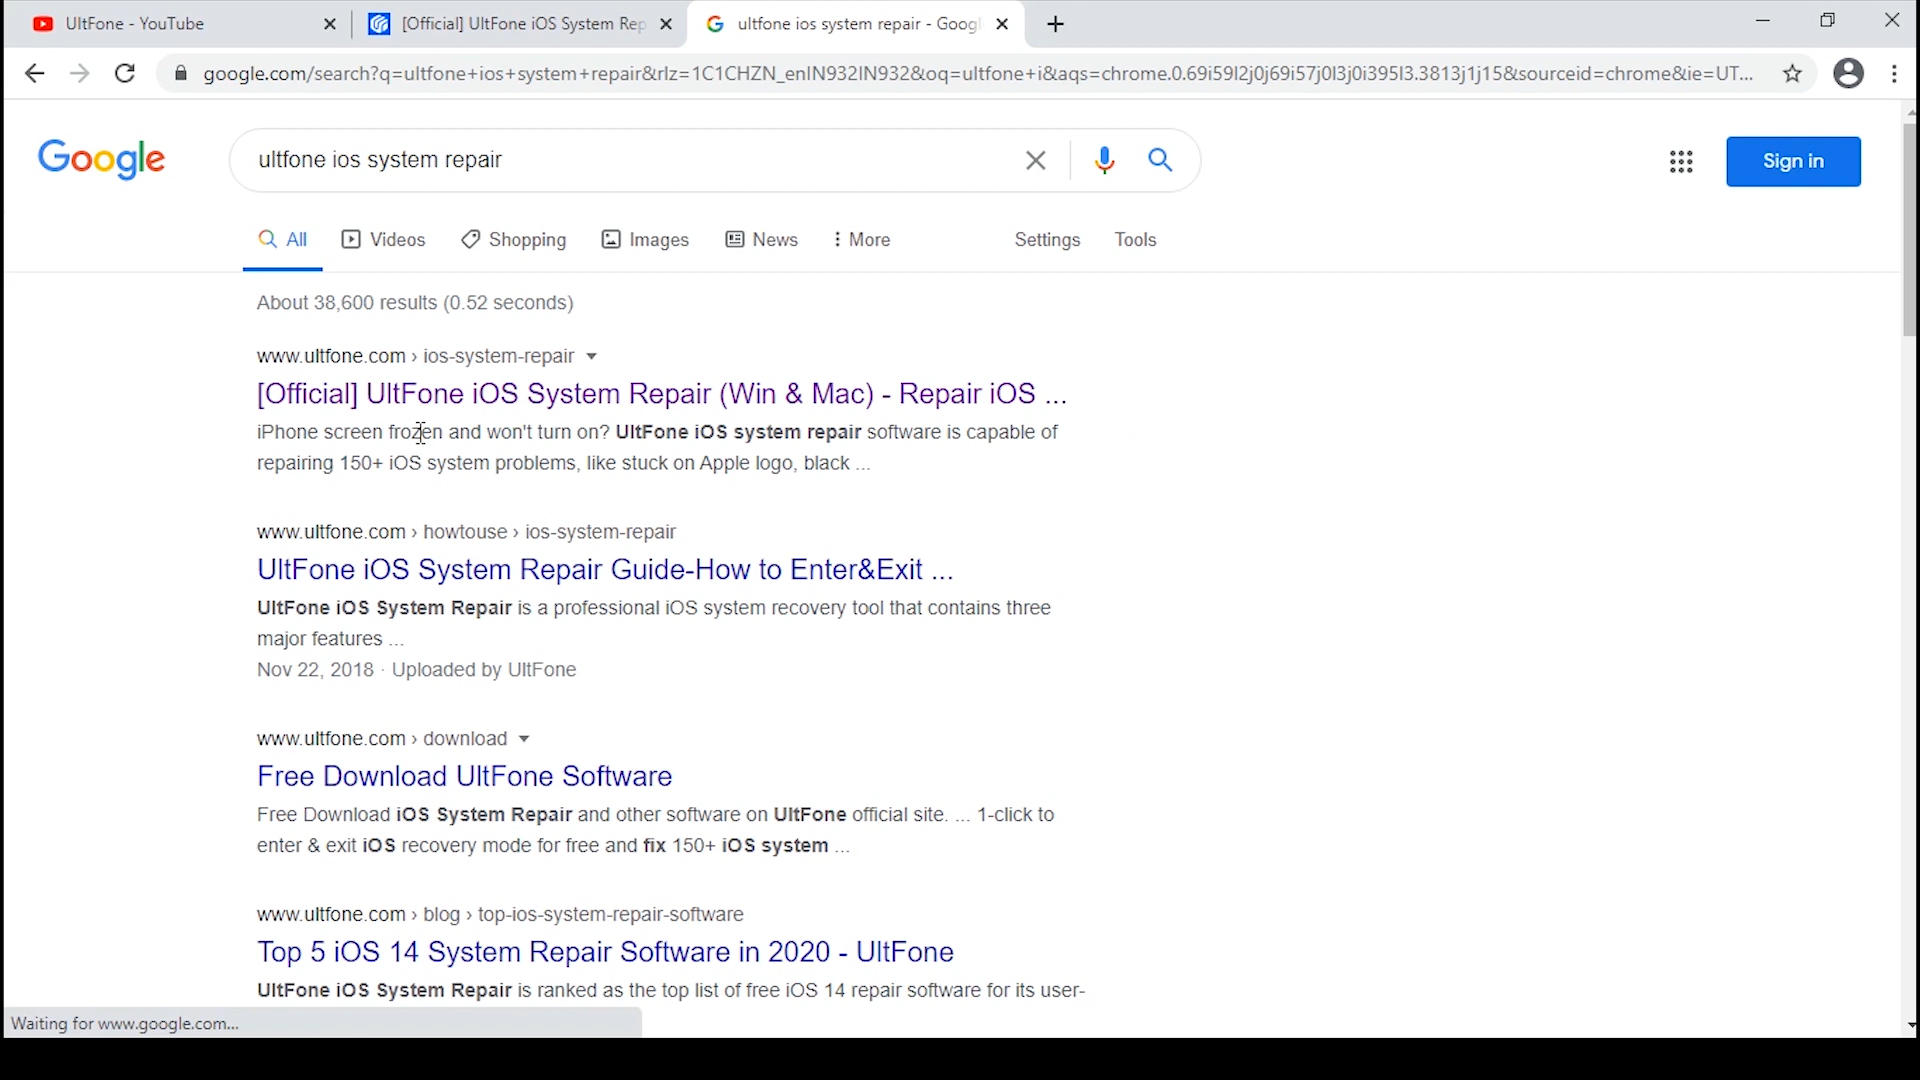 UltFone - YouTube
[Official] UltFone iOS System Rep
ultfone ios system repair - Goog
google.com/search?q=ultfone+ios+system+repair&rlz=1C1CHZN_enIN932IN932&oq=ultfone+i&aqs=chrome.0.69i59l2j0j69i57j0l3j0i395l3.3813j1j15&sourceid=chrome&ie=UT...
Google
ultfone ios system repair
Sign in
All
Videos
Shopping
Images
News
More
Settings
Tools
About 38,600 results (0.52 seconds)
www.ultfone.com › ios-system-repair
[Official] UltFone iOS System Repair (Win & Mac) - Repair iOS ...
iPhone screen frozen and won't turn on? UltFone iOS system repair software is capable of
repairing 150+ iOS system problems, like stuck on Apple logo, black ...
www.ultfone.com › howtouse › ios-system-repair
UltFone iOS System Repair Guide-How to Enter&Exit ...
UltFone iOS System Repair is a professional iOS system recovery tool that contains three
major features ...
Nov 22, 2018 · Uploaded by UltFone
www.ultfone.com › download
Free Download UltFone Software
Free Download iOS System Repair and other software on UltFone official site. ... 1-click to
enter & exit iOS recovery mode for free and fix 150+ iOS system ...
www.ultfone.com › blog › top-ios-system-repair-software
Top 5 iOS 14 System Repair Software in 2020 - UltFone
UltFone iOS System Repair is ranked as the top list of free iOS 14 repair software for its user-
Waiting for www.google.com...